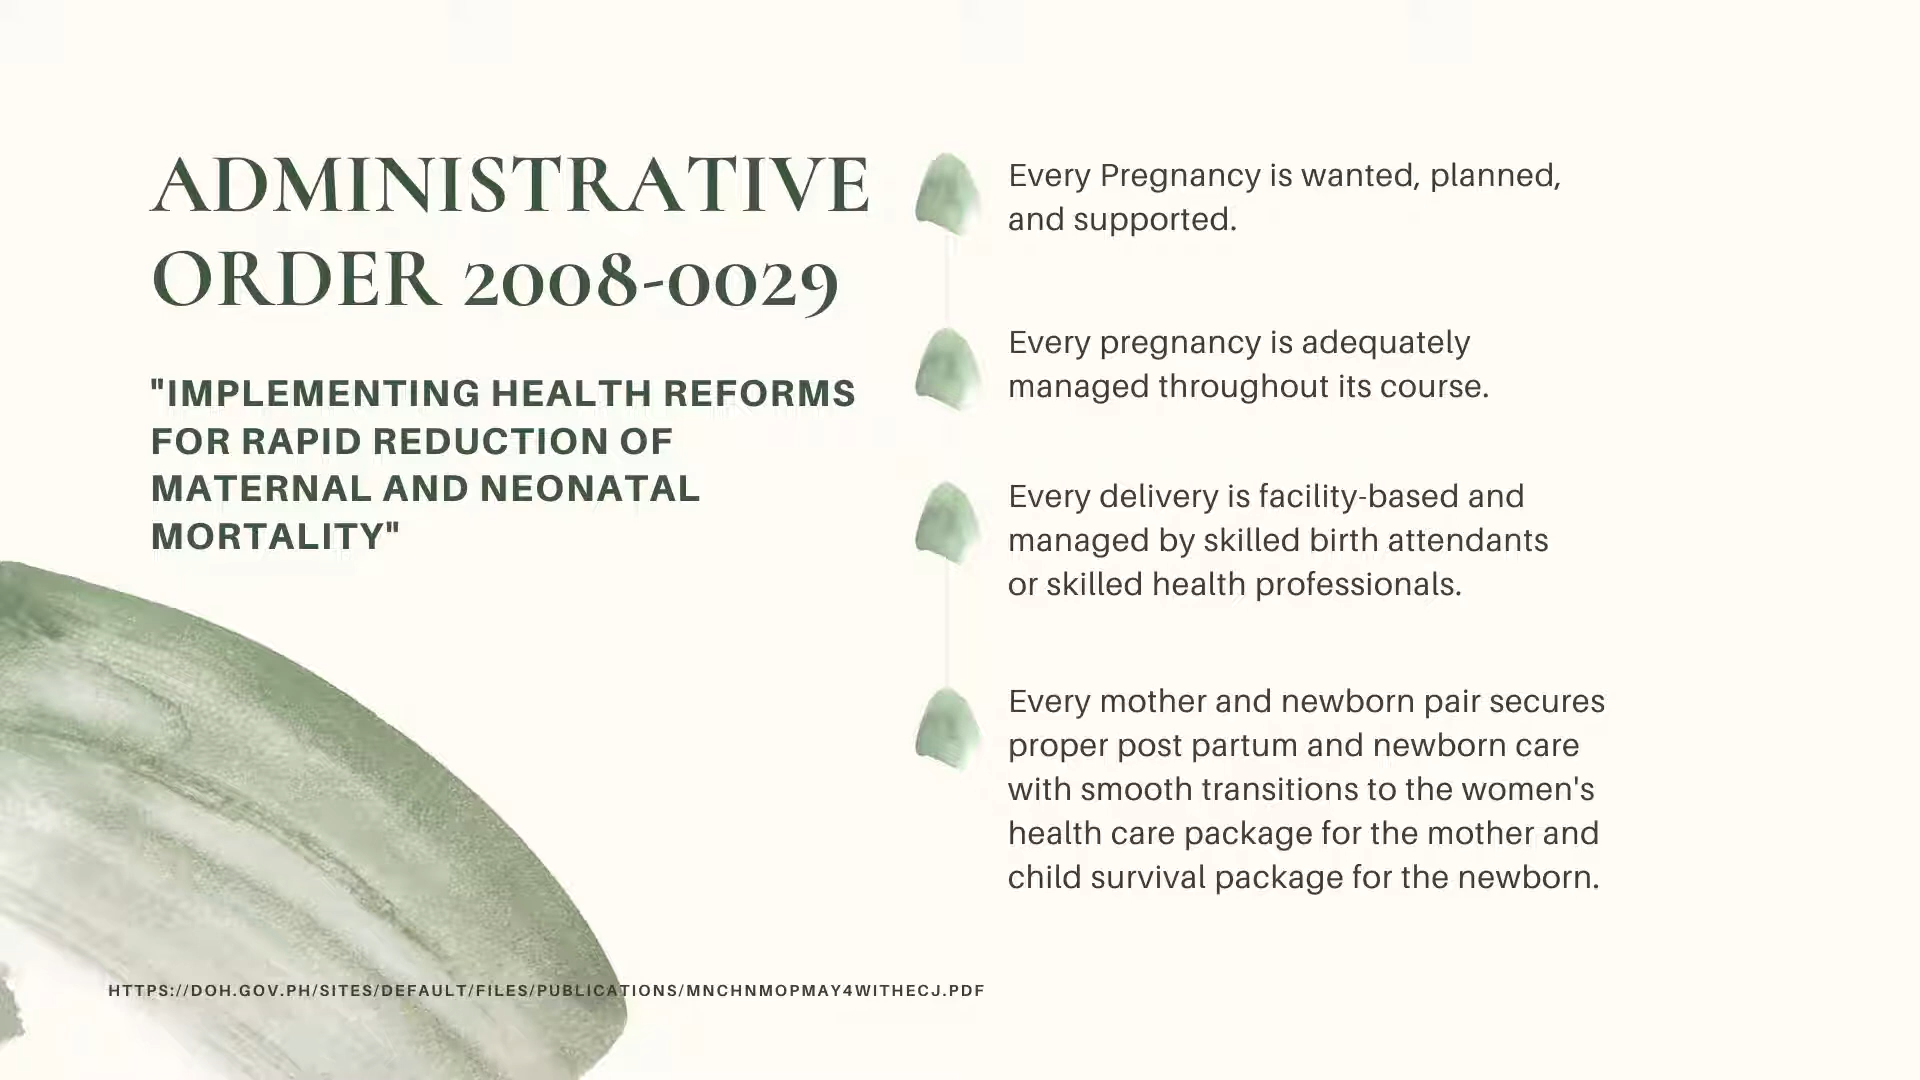 ADMINISTRATIVE
ORDER 2008-0029
"IMPLEMENTING HEALTH REFORMS
FOR RAPID REDUCTION OF
MATERNAL AND NEONATAL
MORTALITY"
Every Pregnancy is wanted, planned,
and supported.
Every pregnancy is adequately
managed throughout its course.
Every delivery is facility-based and
managed by skilled birth attendants
or skilled health professionals.
Every mother and newborn pair secures
proper post partum and newborn care
with smooth transitions to the women's
health care package for the mother and
child survival package for the newborn.
HTTPS://DOH.GOV.PH/SITES/DEFAULT/FILES/PUBLICATIONS/MNCHNMOPMAY4WITHECJ.PDF